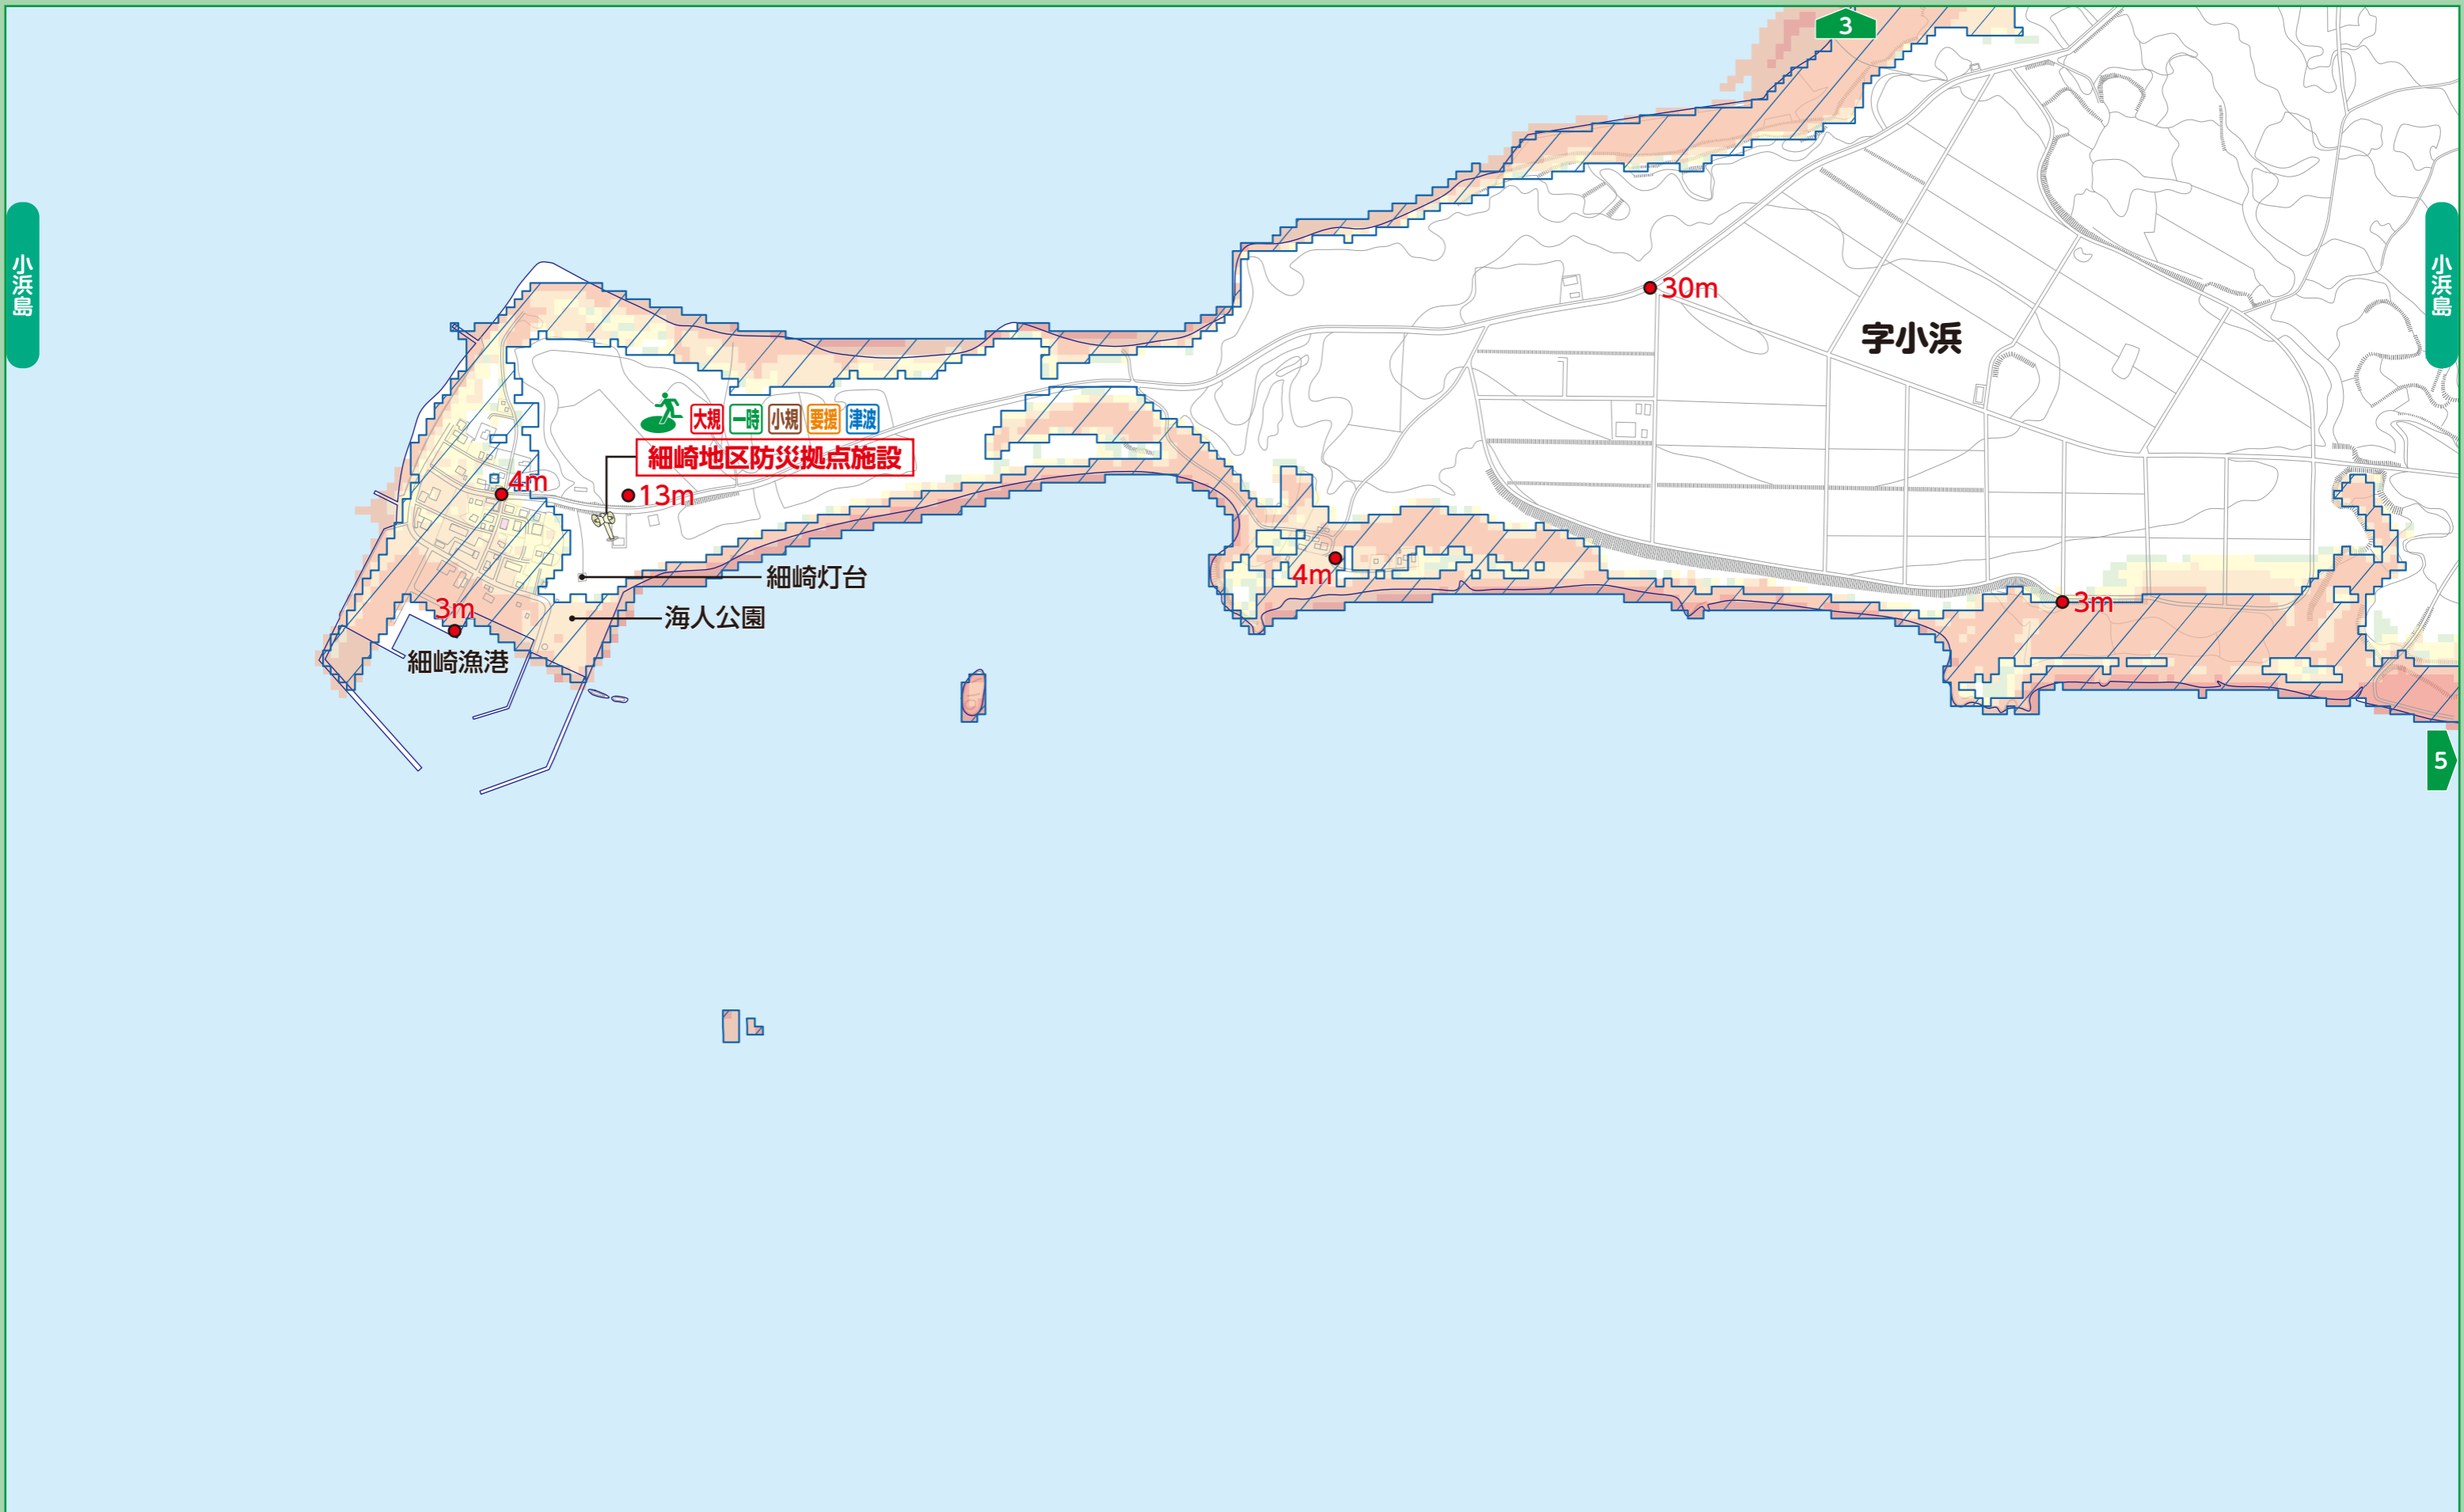 3
小浜島
小浜島
30m
字小浜
大規 一時 小規 要援 津波
細崎地区防災拠点施設
4m
13m
細崎灯台
4m
3m
海人公園
3m
細崎漁港
5